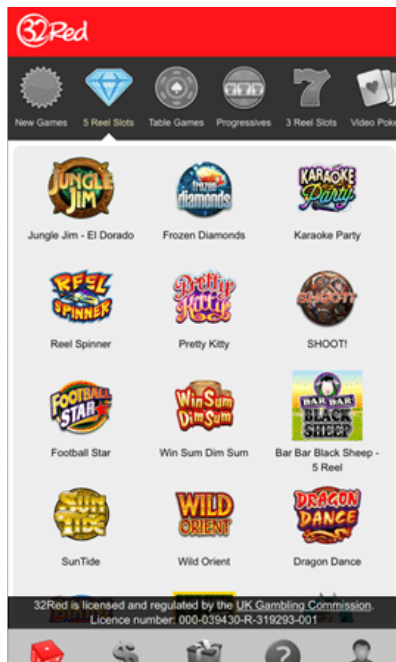 32Red
New Games
5 Reel Slots
Table Games
Progressives
3 Reel Slots
Video Poke
7
JUNGLE
JIM
frozen
diamonds
KARAOKE
Party
Jungle Jim - El Dorado
Frozen Diamonds
Karaoke Party
REEL
SPINNER
Pretty
Kitty
SHOOT!
Reel Spinner
Pretty Kitty
SHOOT!
FOOTBALL
STAR
Win Sum
Dim Sum
BAR BAR
BLACK
SHEEP
Football Star
Win Sum Dim Sum
Bar Bar Black Sheep -
5 Reel
SUN
TIDE
WILD
ORIENT
DRAGON
DANCE
SunTide
Wild Orient
Dragon Dance
32Red is licensed and regulated by the UK Gambling Commission.
Licence number: 000-039430-R-319293-001
$
?